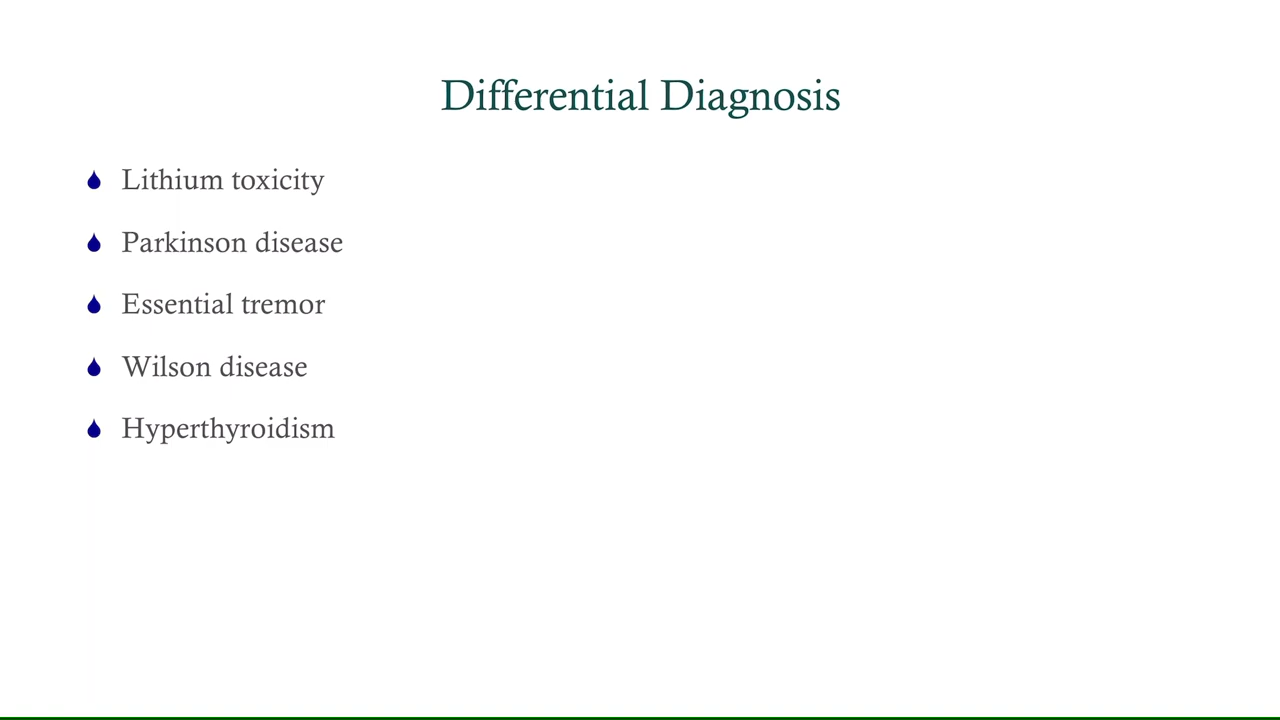 Differential Diagnosis
Lithium toxicity
Parkinson disease
Essential tremor
Wilson disease
Hyperthyroidism